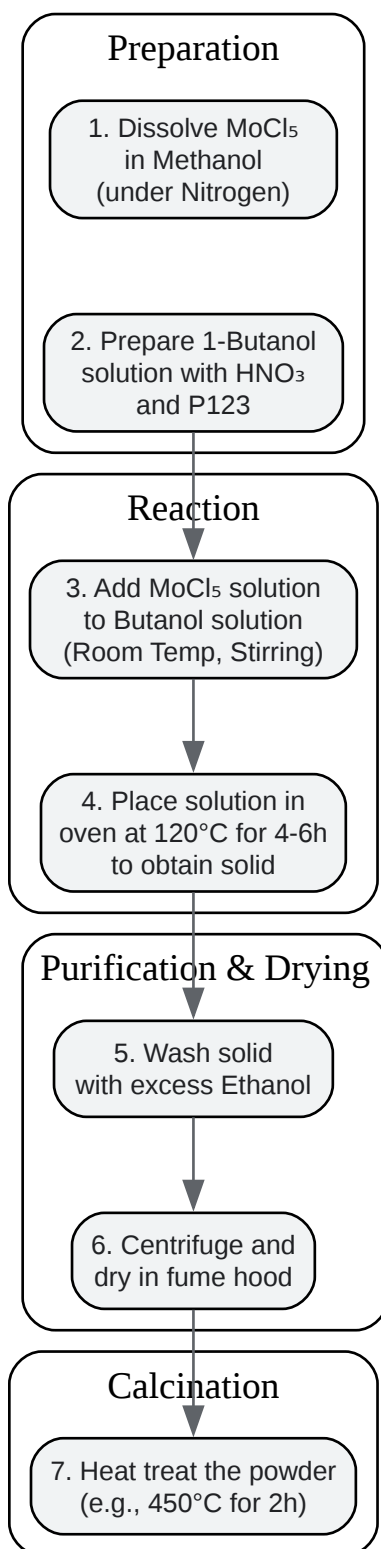 Preparation
1. Dissolve MoCl₅
in Methanol
(under Nitrogen)
2. Prepare 1-Butanol
solution with HNO₃
and P123
Reaction
3. Add MoCl₅ solution
to Butanol solution
(Room Temp, Stirring)
4. Place solution in
oven at 120°C for 4-6h
to obtain solid
Purification & Drying
5. Wash solid
with excess Ethanol
6. Centrifuge and
dry in fume hood
Calcination
7. Heat treat the powder
(e.g., 450°C for 2h)